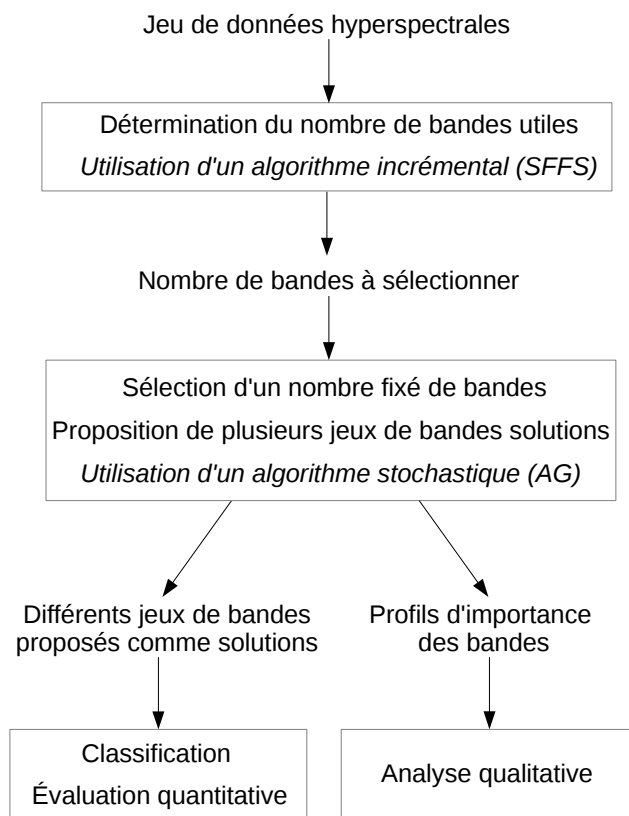 Jeu de données hyperspectrales
Détermination du nombre de bandes utiles
Utilisation d'un algorithme incrémental (SFFS)
Nombre de bandes à sélectionner
Sélection d'un nombre fixé de bandes
Proposition de plusieurs jeux de bandes solutions
Utilisation d'un algorithme stochastique (AG)
Différents jeux de bandes
proposés comme solutions
Profils d'importance
des bandes
Classification
Évaluation quantitative
Analyse qualitative